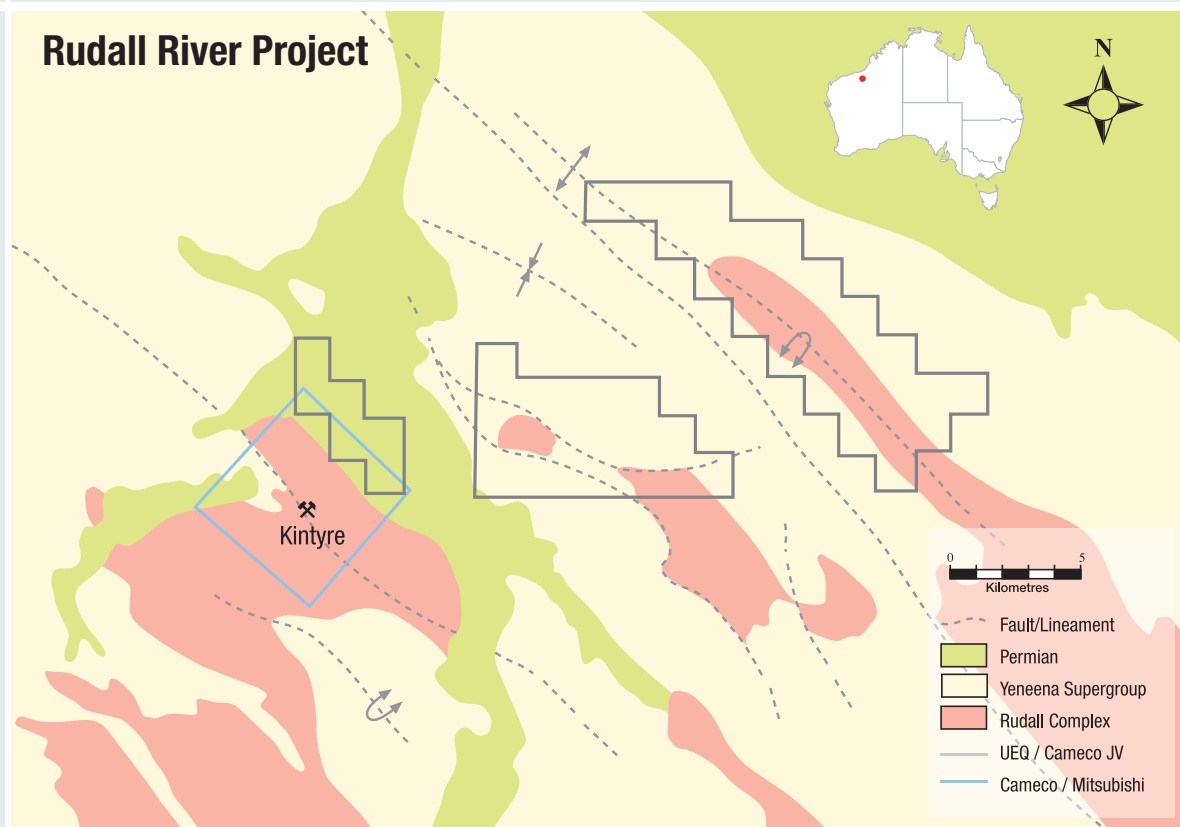 Rudall River Project
N
Kintyre
0 5
Kilometres
Fault/Lineament
Permian
Yeneena Supergroup
Rudall Complex
UEQ / Cameco JV
Cameco / Mitsubishi